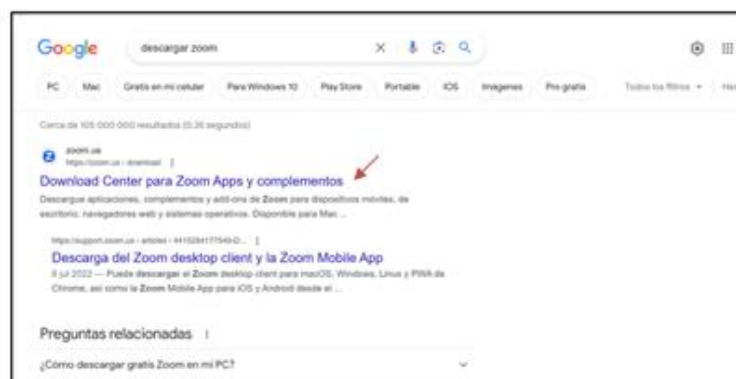 Google
descargar zoom
PC Mac Gratis en mi celular Para Windows 10 Play Store Portable iOS Imágenes Pro gratis Todos los filtros
Cerca de 105 000 000 resultados (0.26 segundos)
zoom.us
https://zoom.us › download
Download Center para Zoom Apps y complementos
Descargue aplicaciones, complementos y add-ons de Zoom para dispositivos móviles, de
escritorio, navegadores web y sistemas operativos. Disponible para Mac ...
https://support.zoom.us › articles
Descarga del Zoom desktop client y la Zoom Mobile App
8 jul 2022 — Puede descargar el Zoom desktop client para macOS, Windows, Linux y PWA de
Chrome, así como la Zoom Mobile App para iOS y Android desde el ...
Preguntas relacionadas
¿Cómo descargar gratis Zoom en mi PC?